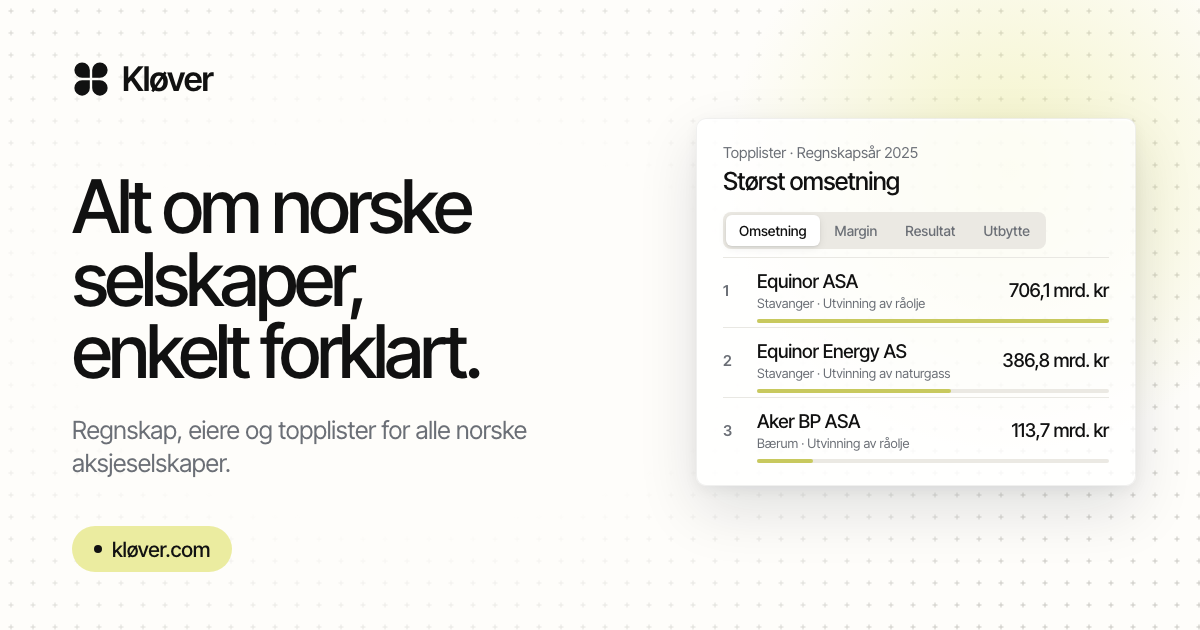 Kløver
Alt om norske
selskaper,
enkelt forklart.
Regnskap, eiere og topplister for alle norske
aksjeselskaper.
kløver.com
Topplister · Regnskapsår 2025
Størst omsetning
Omsetning Margin Resultat Utbytte
1 Equinor ASA 706,1 mrd. kr
Stavanger · Utvinning av råolje
2 Equinor Energy AS 386,8 mrd. kr
Stavanger · Utvinning av naturgass
3 Aker BP ASA 113,7 mrd. kr
Bærum · Utvinning av råolje